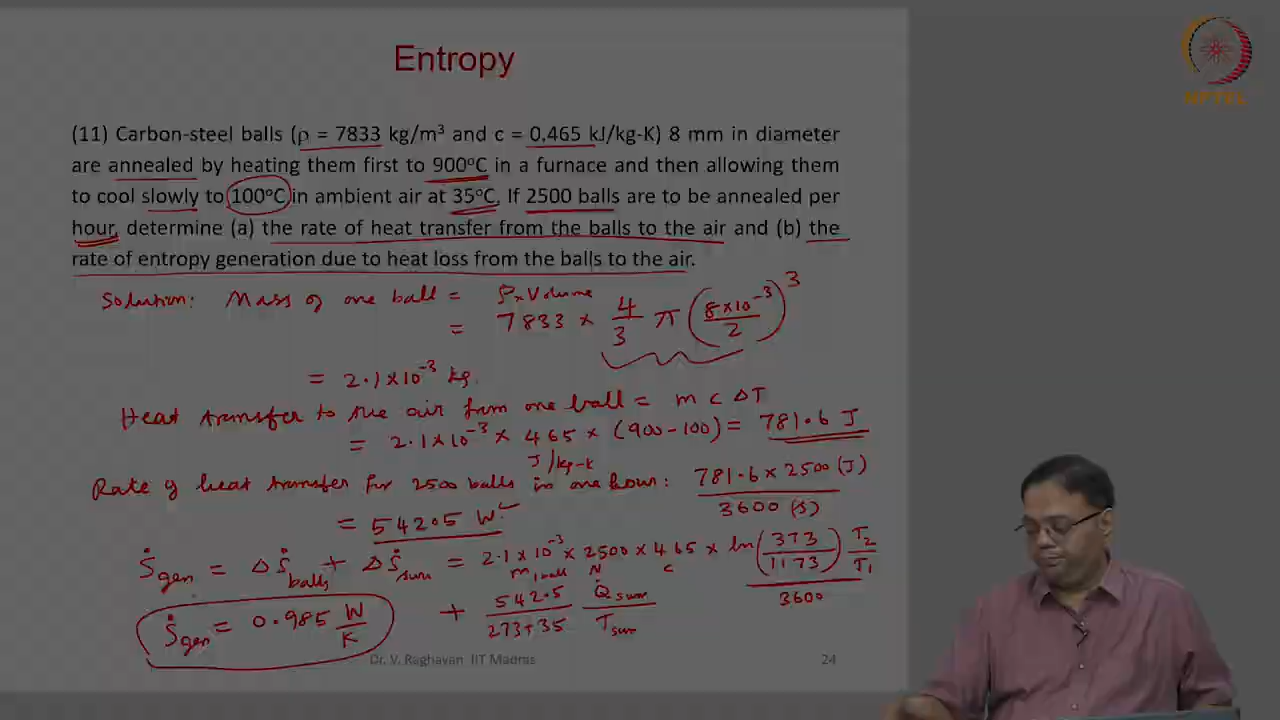 Entropy
NPTEL
(11) Carbon-steel balls (ρ = 7833 kg/m³ and c = 0.465 kJ/kg-K) 8 mm in diameter
are annealed by heating them first to 900°C in a furnace and then allowing them
to cool slowly to 100°C in ambient air at 35°C. If 2500 balls are to be annealed per
hour, determine (a) the rate of heat transfer from the balls to the air and (b) the
rate of entropy generation due to heat loss from the balls to the air.
Solution: Mass of one ball = ρ x Volume
= 7833 × 4/3 π (8×10⁻³/2)³
= 2.1×10⁻³ kg.
Heat transfer to the air from one ball = m c ΔT
= 2.1×10⁻³ × 465 × (900-100) = 781.6 J
J/kg-K
Rate of heat transfer for 2500 balls in one hour: 781.6 × 2500 (J) / 3600 (s)
= 542.5 W
Ṡgen = ΔṠballs + ΔṠsurr = 2.1×10⁻³ × 2500 × 465 × ln(373/1173) / 3600 T₂/T₁
m1ball Ṅ c
+ 542.5/(273+35) Q̇surr/Tsurr
Ṡgen = 0.985 W/K
Dr. V. Raghavan IIT Madras
24